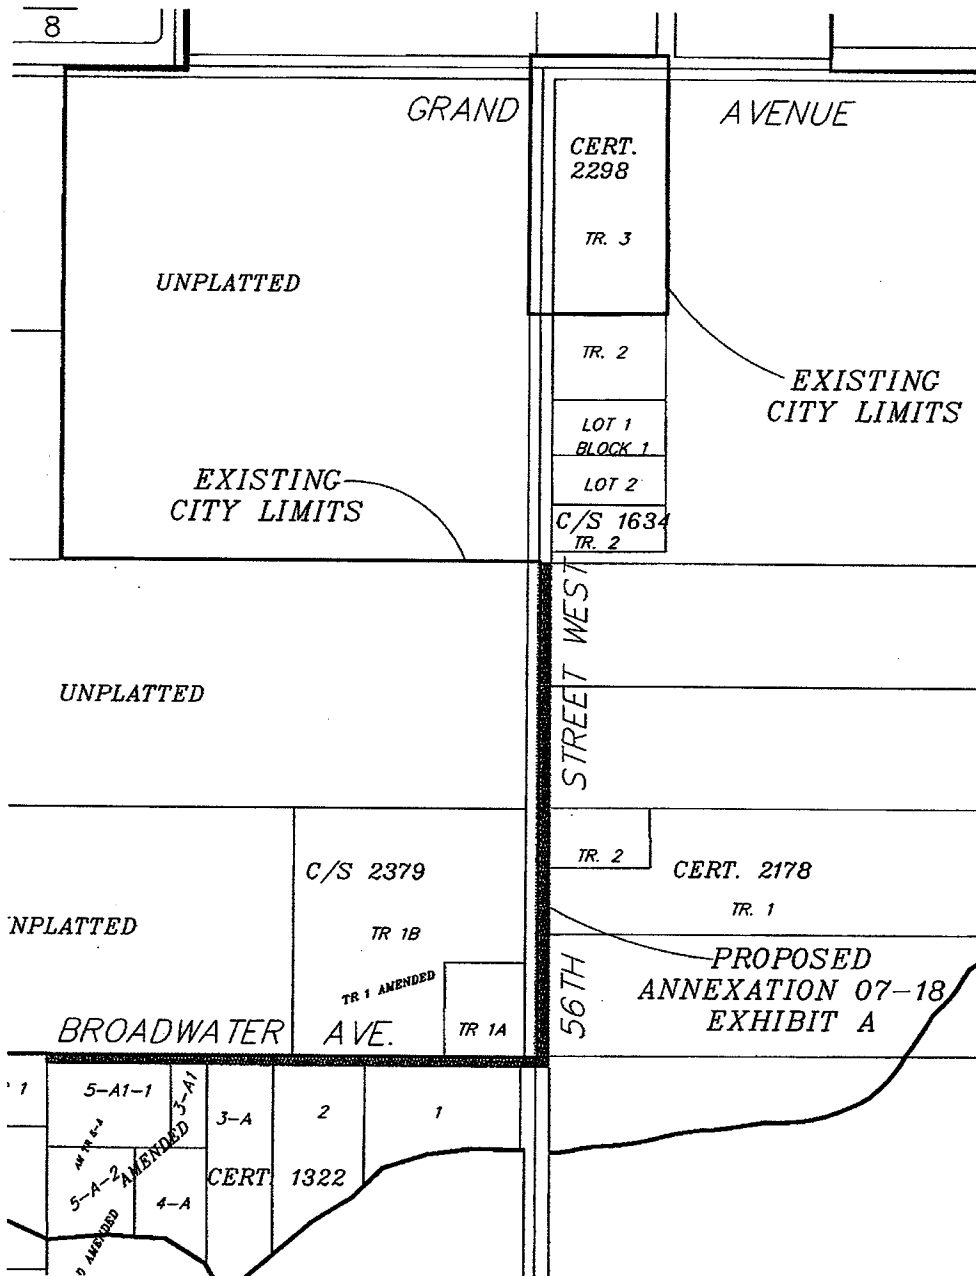 8
GRAND
AVENUE
CERT.
2298
TR. 3
UNPLATTED
TR. 2
EXISTING
CITY LIMITS
LOT 1
BLOCK 1
LOT 2
EXISTING
CITY LIMITS
C/S 1634
TR. 2
56TH STREET WEST
UNPLATTED
TR. 2
CERT. 2178
TR. 1
C/S 2379
TR 1B
NPLATTED
TR 1 AMENDED
TR 1A
PROPOSED
ANNEXATION 07-18
EXHIBIT A
BROADWATER AVE.
1
5-A1-1
3-A1
3-A
2
1
AMENDED
5-A-2
4-A
CERT. 1322
AMENDED